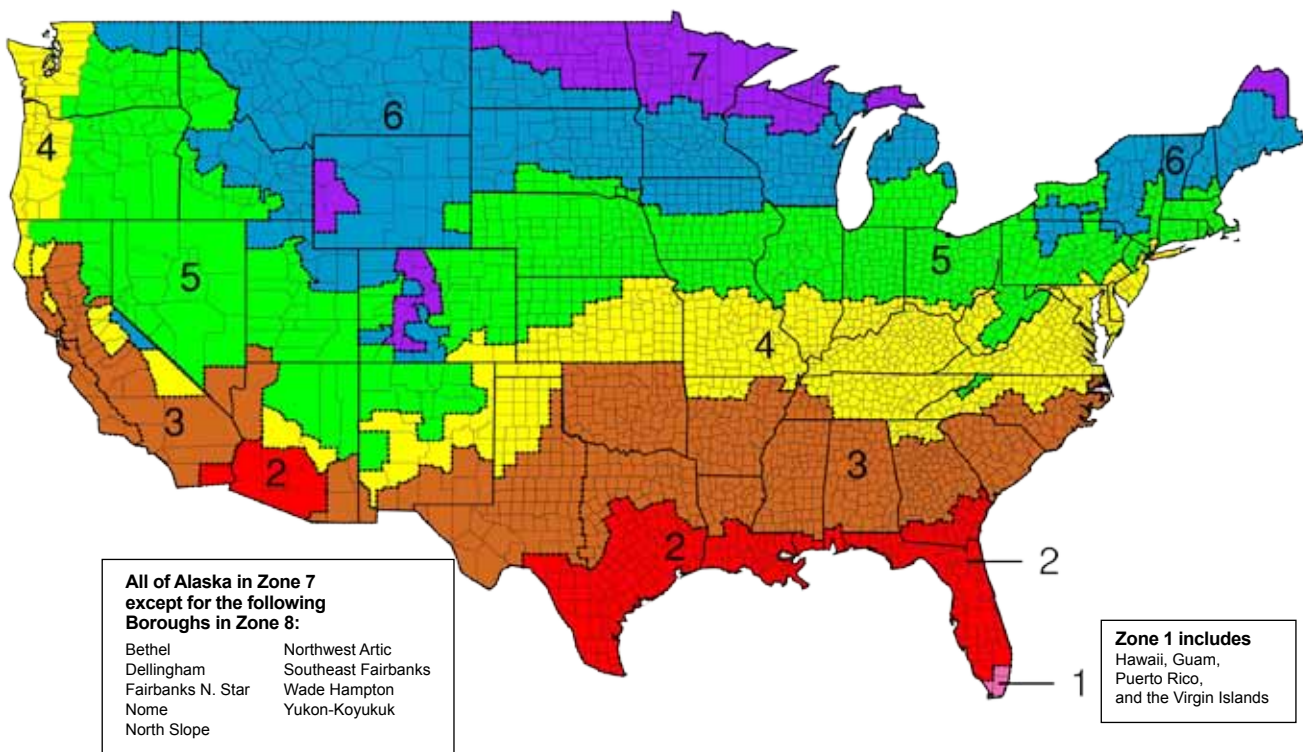 7
6
4
6
5
5
4
3
3
2
2
2
1
All of Alaska in Zone 7
except for the following
Boroughs in Zone 8:
Bethel
Dellingham
Fairbanks N. Star
Nome
North Slope
Northwest Artic
Southeast Fairbanks
Wade Hampton
Yukon-Koyukuk
Zone 1 includes
Hawaii, Guam,
Puerto Rico,
and the Virgin Islands